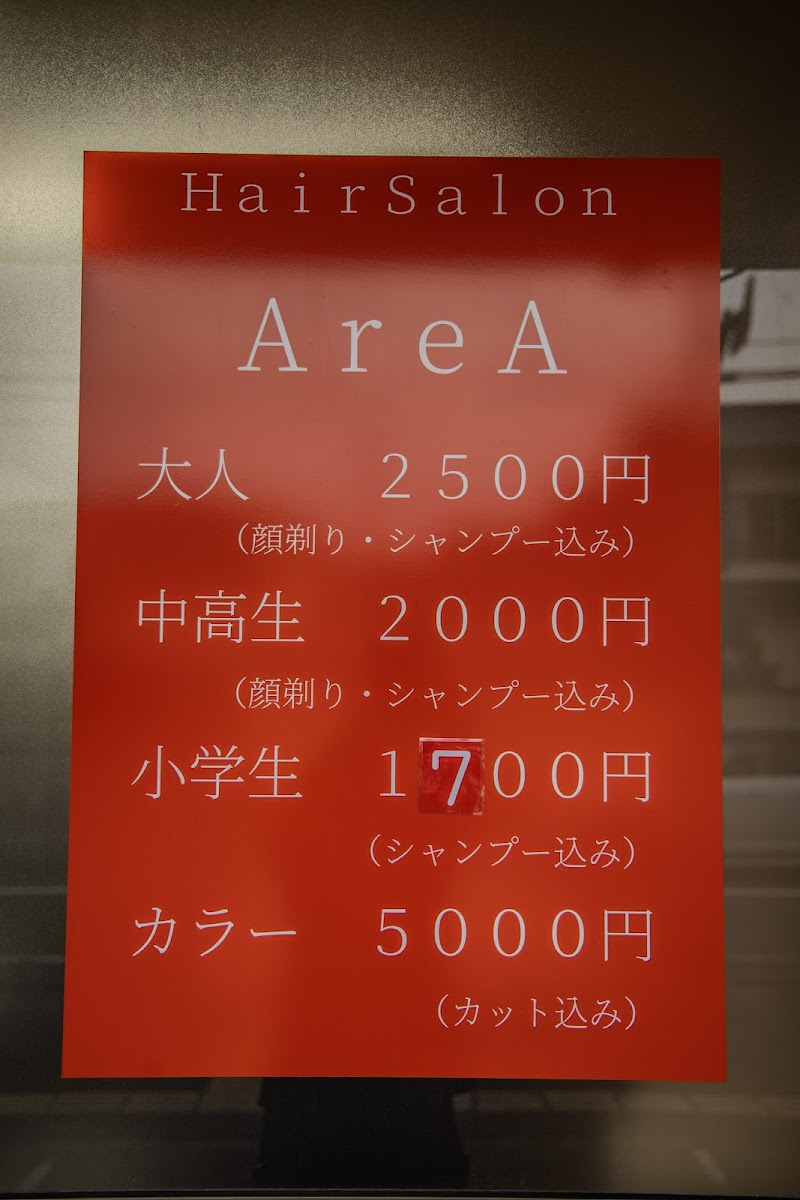 HairSalon
AreA
大人 2500円
（顔剃り・シャンプー込み）
中高生 2000円
（顔剃り・シャンプー込み）
小学生 1700円
（シャンプー込み）
カラー 5000円
（カット込み）